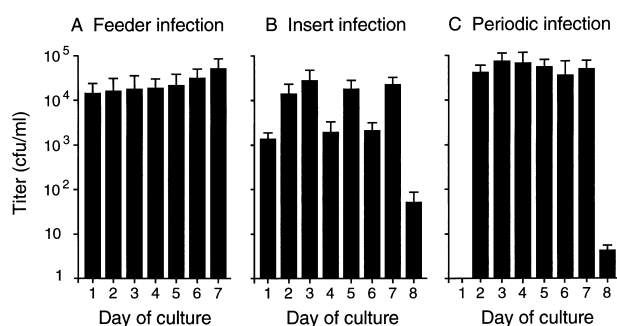 A Feeder infection
B Insert infection
C Periodic infection
Titer (cfu/ml)
10^5
10^4
10^3
10^2
10
1
1 2 3 4 5 6 7
1 2 3 4 5 6 7 8
1 2 3 4 5 6 7 8
Day of culture
Day of culture
Day of culture